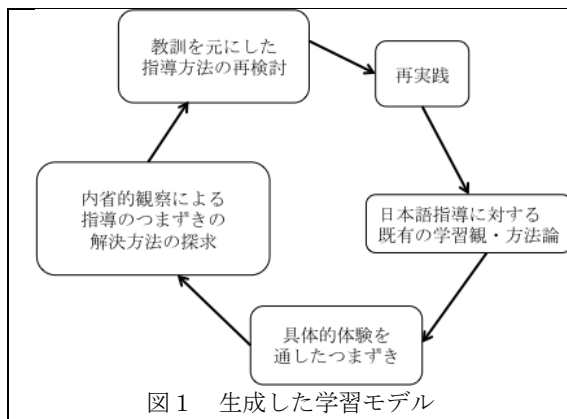 教訓を元にした
指導方法の再検討
再実践
内省的観察による
指導のつまずきの
解決方法の探求
日本語指導に対する
既有の学習観・方法論
具体的体験を
通したつまずき
図1　生成した学習モデル